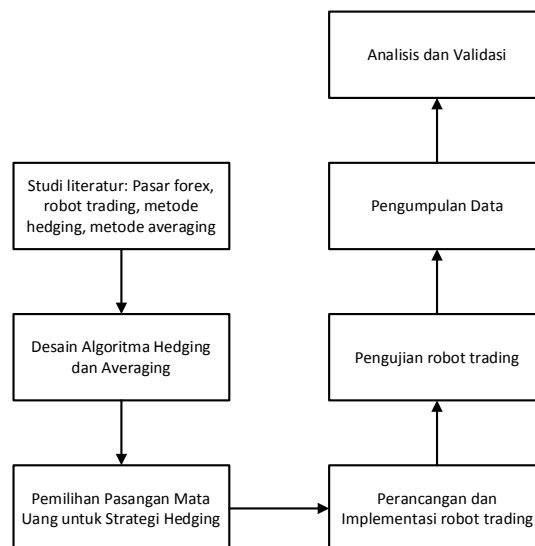 Studi literatur: Pasar forex,
robot trading, metode
hedging, metode averaging
Desain Algoritma Hedging
dan Averaging
Pemilihan Pasangan Mata
Uang untuk Strategi Hedging
Perancangan dan
Implementasi robot trading
Pengujian robot trading
Pengumpulan Data
Analisis dan Validasi